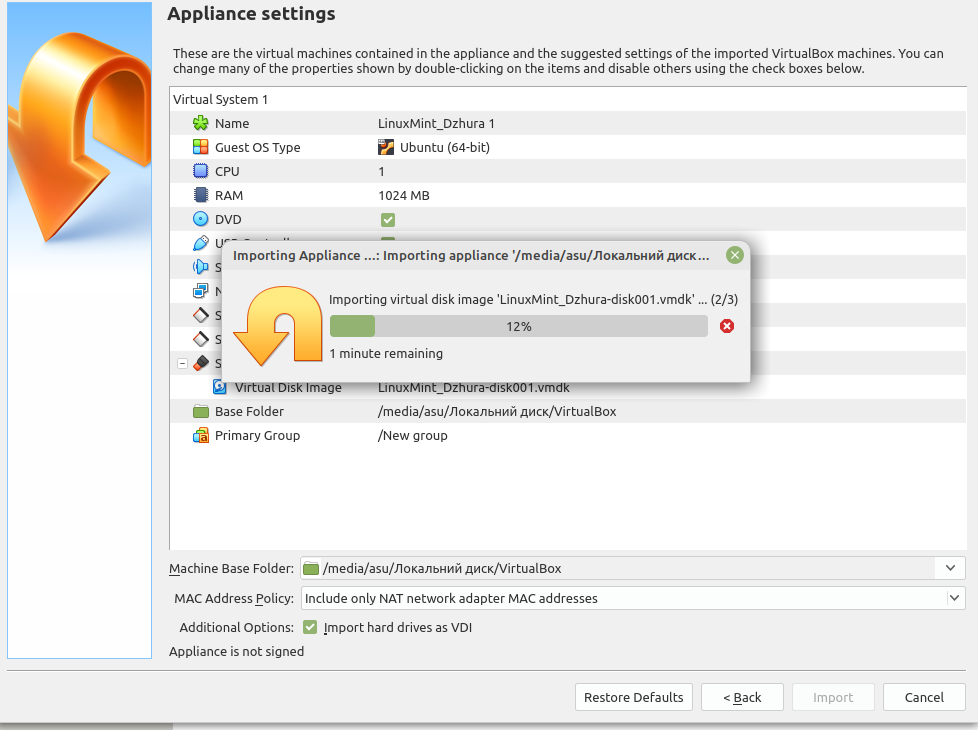 Appliance settings
These are the virtual machines contained in the appliance and the suggested settings of the imported VirtualBox machines. You can
change many of the properties shown by double-clicking on the items and disable others using the check boxes below.
Virtual System 1
Name LinuxMint_Dzhura 1
Guest OS Type Ubuntu (64-bit)
CPU 1
RAM 1024 MB
DVD
Importing Appliance ...: Importing appliance '/media/asu/Локальний диск...
Importing virtual disk image 'LinuxMint_Dzhura-disk001.vmdk' ... (2/3)
12%
1 minute remaining
Virtual Disk Image LinuxMint_Dzhura-disk001.vmdk
Base Folder /media/asu/Локальний диск/VirtualBox
Primary Group /New group
Machine Base Folder: /media/asu/Локальний диск/VirtualBox
MAC Address Policy: Include only NAT network adapter MAC addresses
Additional Options: Import hard drives as VDI
Appliance is not signed
Restore Defaults < Back Import Cancel